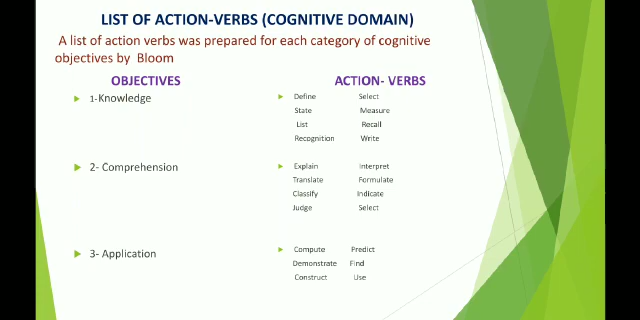 LIST OF ACTION-VERBS (COGNITIVE DOMAIN)
A list of action verbs was prepared for each category of cognitive
objectives by Bloom
OBJECTIVES ACTION- VERBS
1-Knowledge
Define Select
State Measure
List Recall
Recognition Write
2- Comprehension
Explain Interpret
Translate Formulate
Classify Indicate
Judge Select
3- Application
Compute Predict
Demonstrate Find
Construct Use